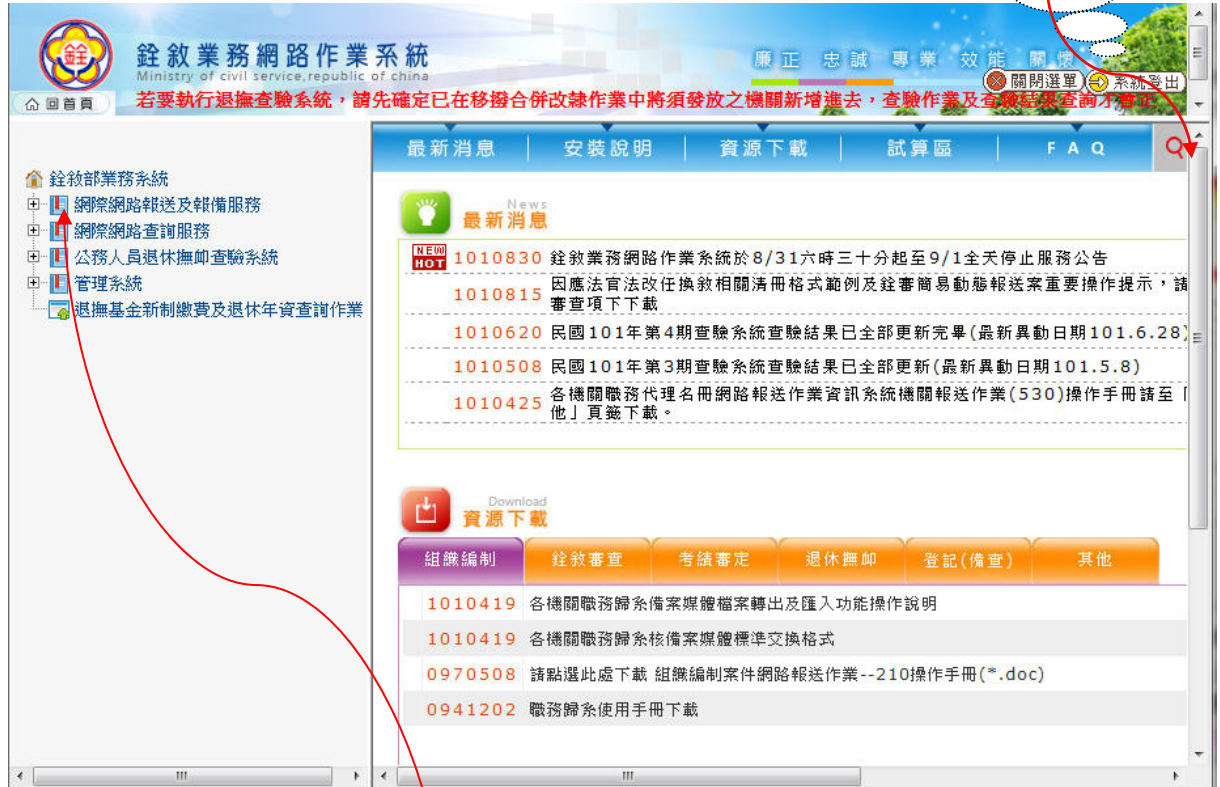 銓敘業務網路作業系統
Ministry of civil service,republic of china
廉正 忠誠 專業 效能 關懷
關閉選單
系統登出
回首頁
若要執行退撫查驗系統，請先確定已在移撥合併改隸作業中將須發放之機關新增進去，查驗作業及查驗結果查詢才會正
最新消息
安裝說明
資源下載
試算區
FAQ
銓敘部業務系統
網際網路報送及報備服務
網際網路查詢服務
公務人員退休撫卹查驗系統
管理系統
退撫基金新制繳費及退休年資查詢作業
News
最新消息
NEW
HOT
1010830 銓敘業務網路作業系統於8/31六時三十分起至9/1全天停止服務公告
1010815 因應法官法改任換敘相關清冊格式範例及銓審簡易動態報送案重要操作提示，請
審查項下下載
1010620 民國101年第4期查驗系統查驗結果已全部更新完畢(最新異動日期101.6.28)
1010508 民國101年第3期查驗系統查驗結果已全部更新(最新異動日期101.5.8)
1010425 各機關職務代理名冊網路報送作業資訊系統機關報送作業(530)操作手冊請至「
他」頁籤下載。
Download
資源下載
組織編制
銓敘審查
考績審定
退休撫卹
登記(備查)
其他
1010419 各機關職務歸系備案媒體檔案轉出及匯入功能操作說明
1010419 各機關職務歸系核備案媒體標準交換格式
0970508 請點選此處下載 組織編制案件網路報送作業--210操作手冊(*.doc)
0941202 職務歸系使用手冊下載